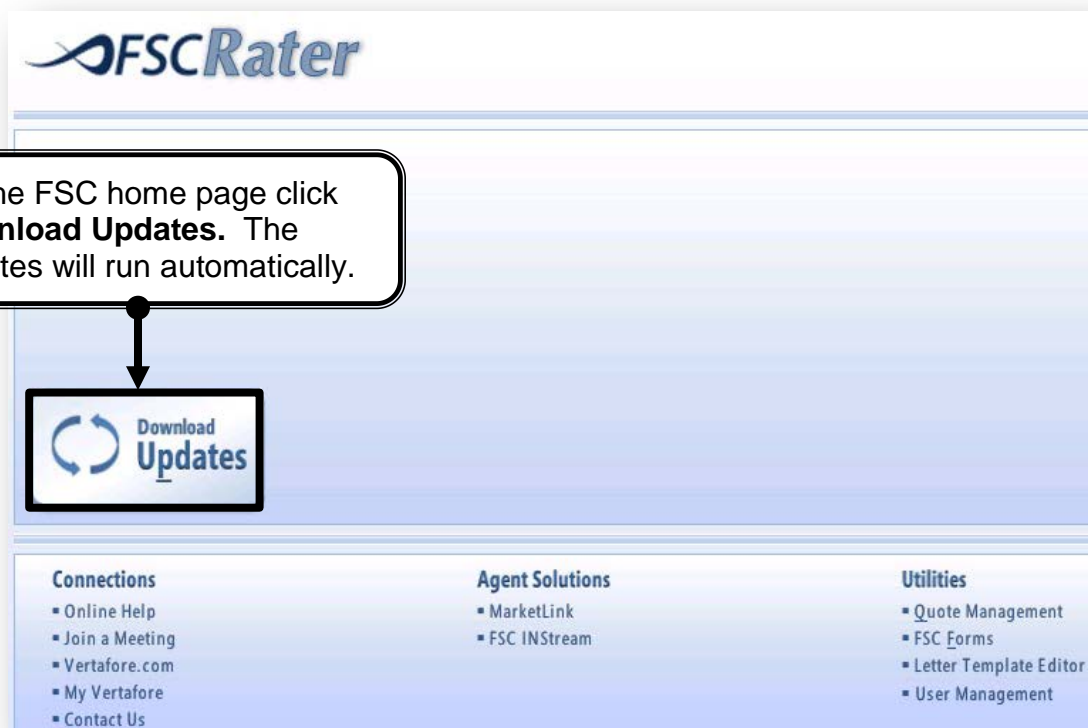 FSCRater
he FSC home page click
nload Updates. The
tes will run automatically.
Download
Updates
Connections
▪ Online Help
▪ Join a Meeting
▪ Vertafore.com
▪ My Vertafore
▪ Contact Us
Agent Solutions
▪ MarketLink
▪ FSC INStream
Utilities
▪ Quote Management
▪ FSC Forms
▪ Letter Template Editor
▪ User Management